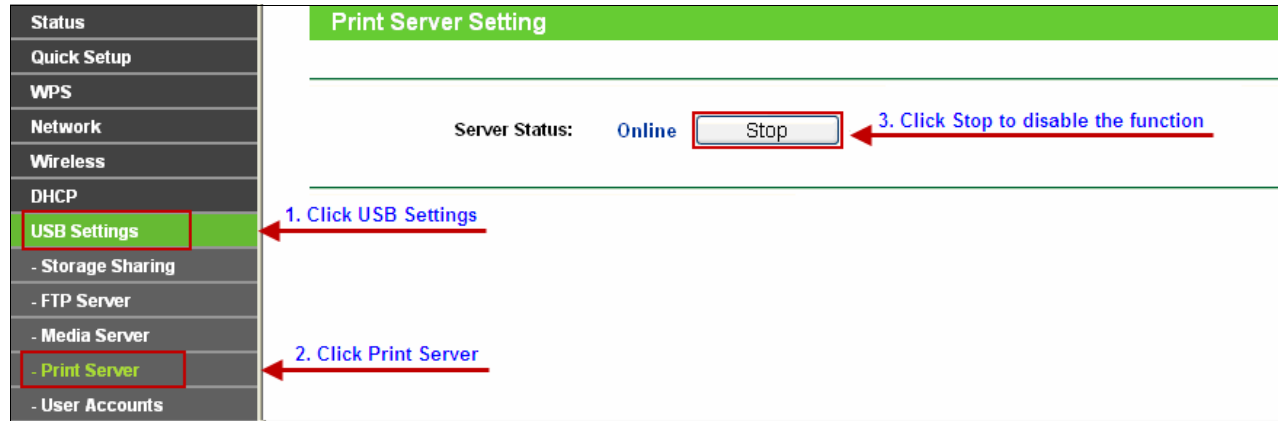 Status
Quick Setup
WPS
Network
Wireless
DHCP
USB Settings
- Storage Sharing
- FTP Server
- Media Server
- Print Server
- User Accounts
Print Server Setting
Server Status: Online Stop
3. Click Stop to disable the function
1. Click USB Settings
2. Click Print Server